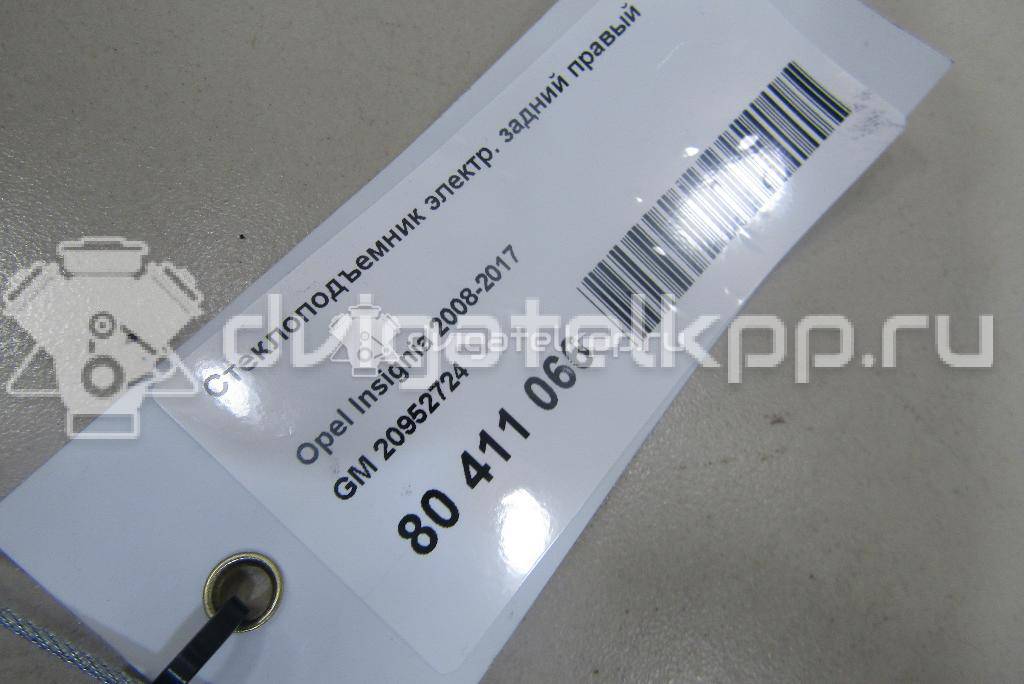 Стеклоподъемник электр. задний правый
Opel Insignia 2008-2017
GM 20952724
80 411 066
dvigatelkpp.ru